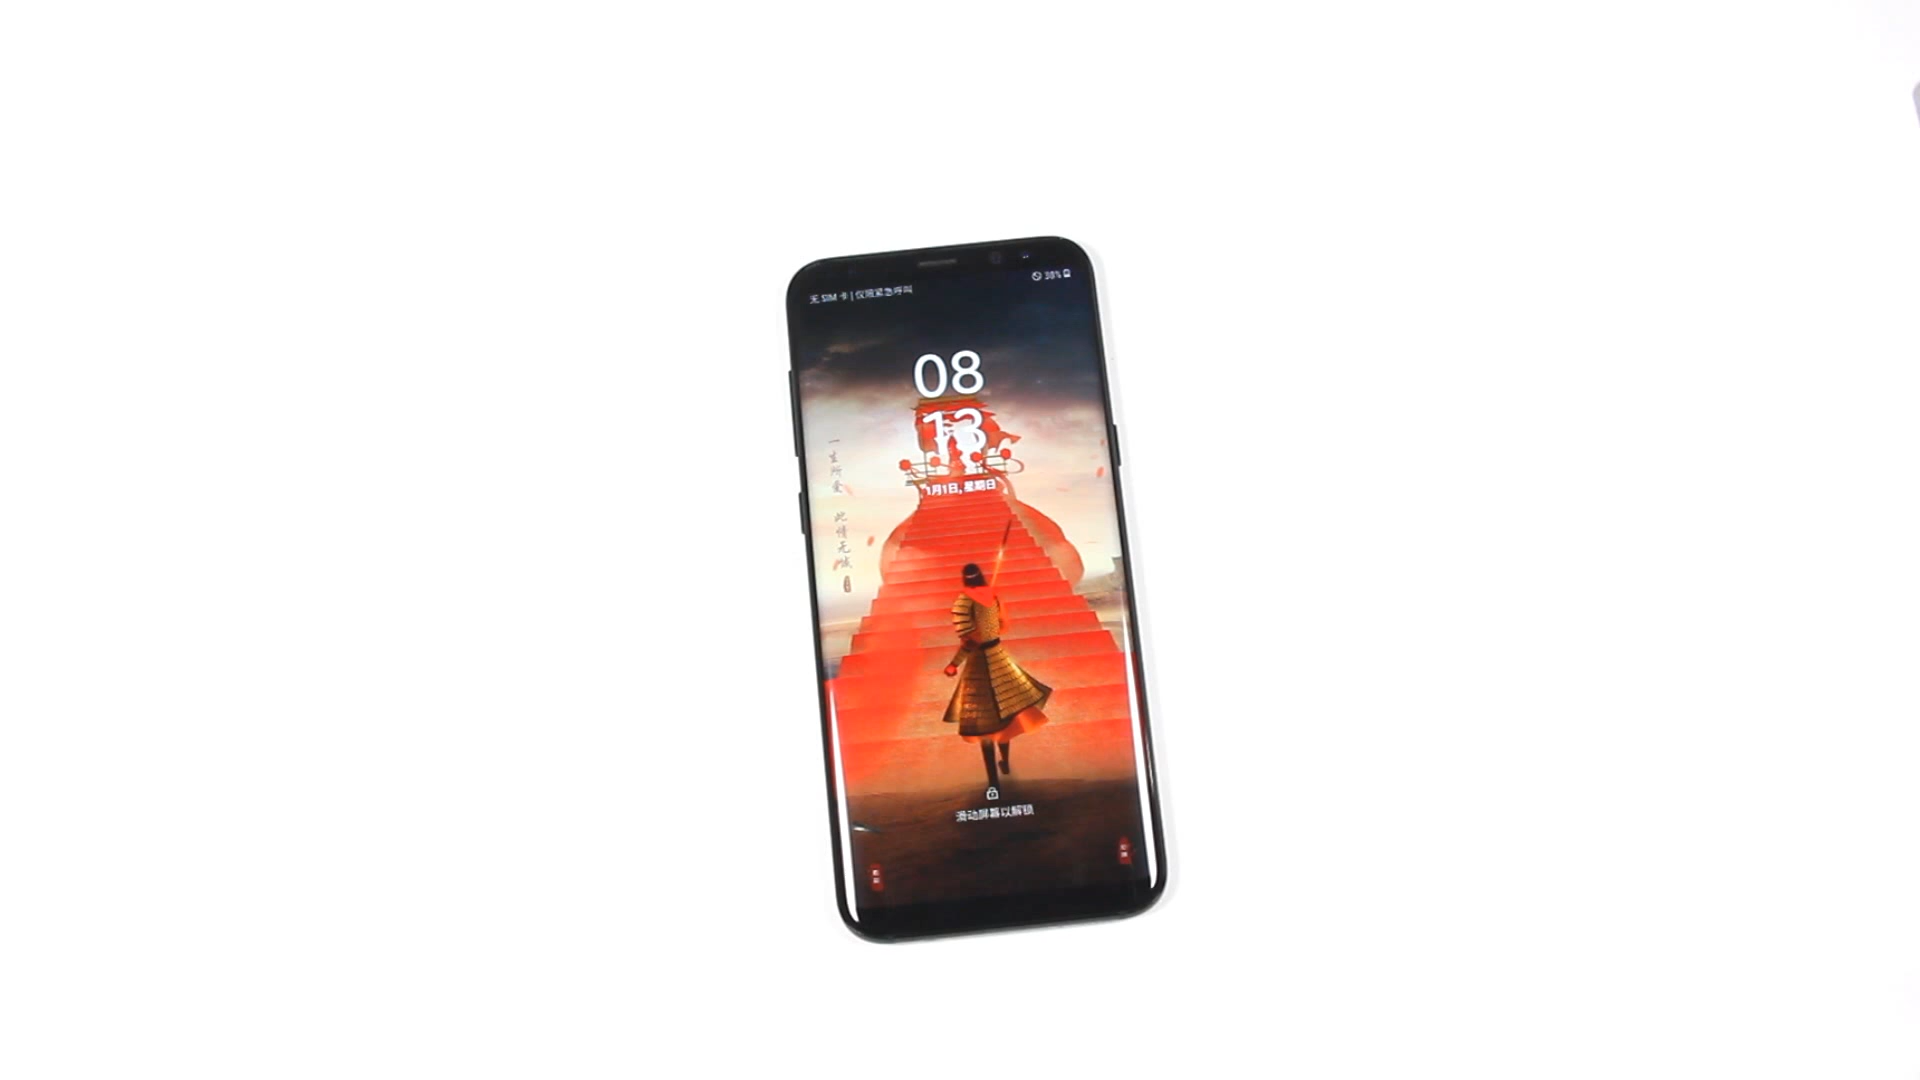 无 SIM 卡 | 仅限紧急呼叫
38%
08
13
1月1日, 星期日
一生所爱
此情无城
滑动屏幕以解锁